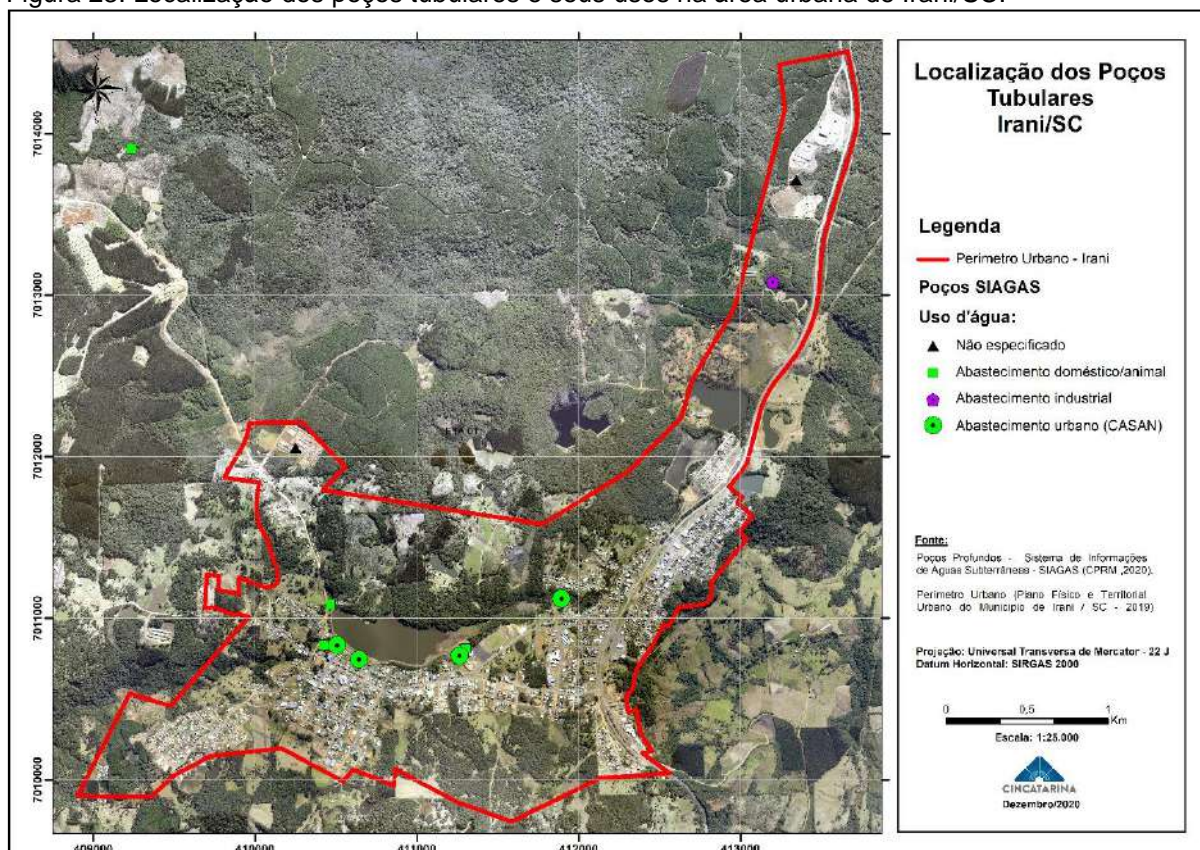 Figura 23: Localização dos poços tubulares e seus usos na área urbana de Irani/SC.
Localização dos Poços
Tubulares
Irani/SC
Legenda
Perimetro Urbano - Irani
Poços SIAGAS
Uso d'água:
Não especificado
Abastecimento doméstico/animal
Abastecimento industrial
Abastecimento urbano (CASAN)
Fonte:
Poços Profundos - Sistema de Informações
de Águas Subterrâneas - SIAGAS (CPRM ,2020).
Perimetro Urbano (Plano Físico e Territorial
Urbano do Município de Irani / SC - 2019)
Projeção: Universal Transversa de Mercator - 22 J
Datum Horizontal: SIRGAS 2000
0 0,5 1
Km
Escala: 1:25.000
CINCATARINA
Dezembro/2020
7014000
7013000
7012000
7011000
7010000
409000 410000 411000 412000 413000